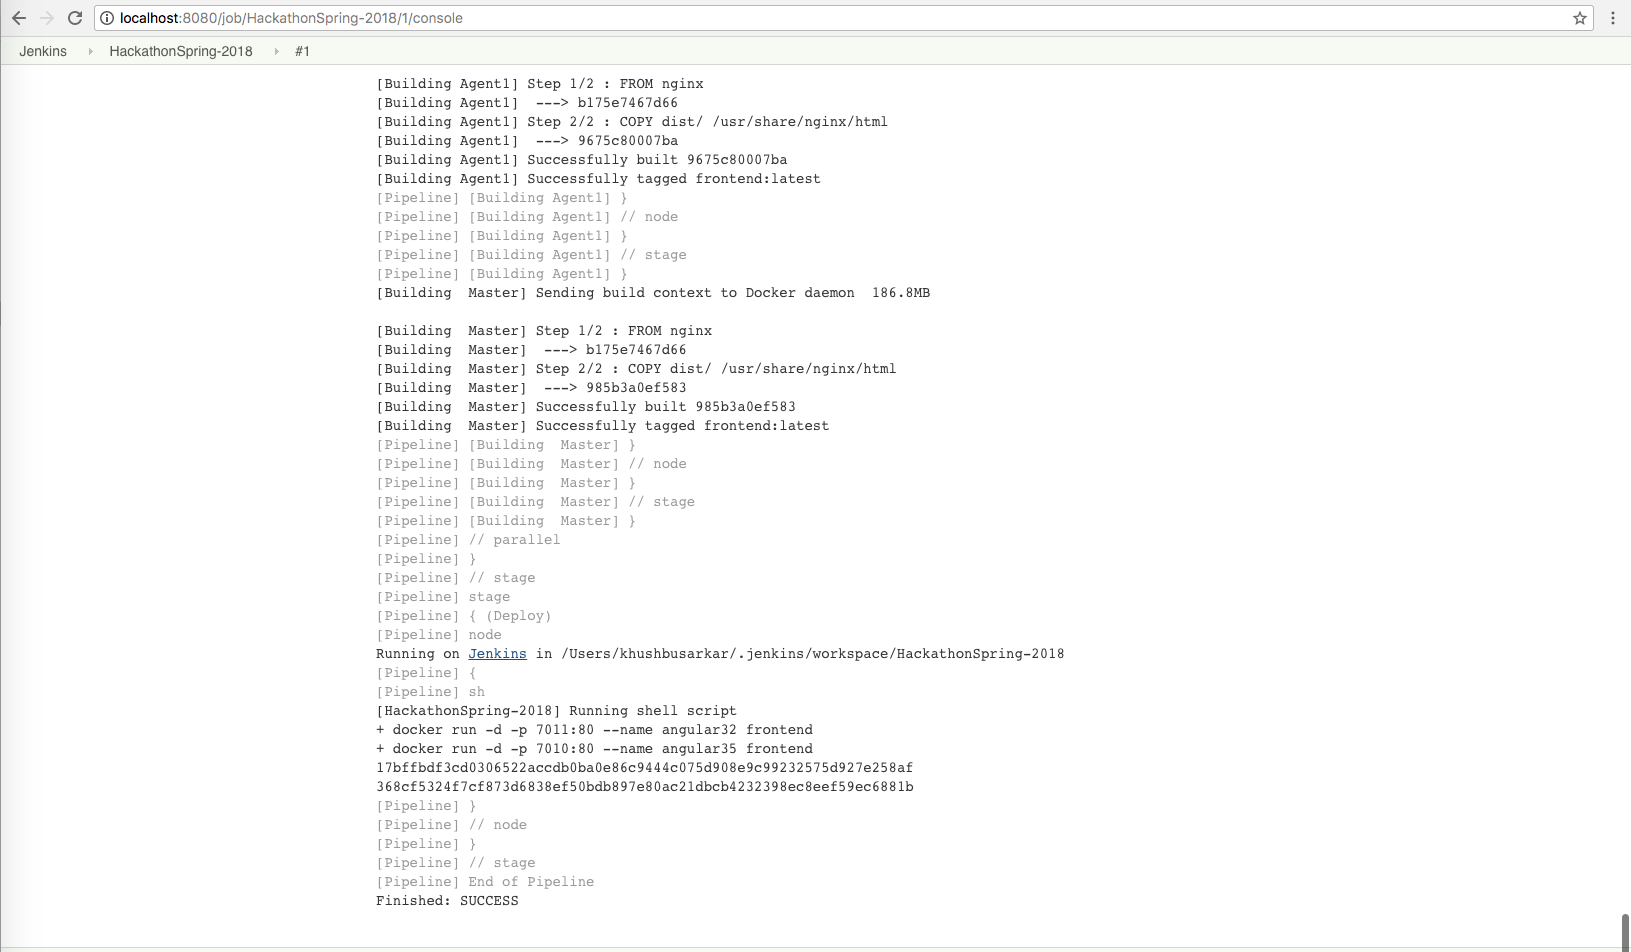 localhost:8080/job/HackathonSpring-2018/1/console
Jenkins HackathonSpring-2018 #1
[Building Agent1] Step 1/2 : FROM nginx
[Building Agent1]  ---> b175e7467d66
[Building Agent1] Step 2/2 : COPY dist/ /usr/share/nginx/html
[Building Agent1]  ---> 9675c80007ba
[Building Agent1] Successfully built 9675c80007ba
[Building Agent1] Successfully tagged frontend:latest
[Pipeline] [Building Agent1] }
[Pipeline] [Building Agent1] // node
[Pipeline] [Building Agent1] }
[Pipeline] [Building Agent1] // stage
[Pipeline] [Building Agent1] }
[Building  Master] Sending build context to Docker daemon  186.8MB
[Building  Master] Step 1/2 : FROM nginx
[Building  Master]  ---> b175e7467d66
[Building  Master] Step 2/2 : COPY dist/ /usr/share/nginx/html
[Building  Master]  ---> 985b3a0ef583
[Building  Master] Successfully built 985b3a0ef583
[Building  Master] Successfully tagged frontend:latest
[Pipeline] [Building  Master] }
[Pipeline] [Building  Master] // node
[Pipeline] [Building  Master] }
[Pipeline] [Building  Master] // stage
[Pipeline] [Building  Master] }
[Pipeline] // parallel
[Pipeline] }
[Pipeline] // stage
[Pipeline] stage
[Pipeline] { (Deploy)
[Pipeline] node
Running on Jenkins in /Users/khushbusarkar/.jenkins/workspace/HackathonSpring-2018
[Pipeline] {
[Pipeline] sh
[HackathonSpring-2018] Running shell script
+ docker run -d -p 7011:80 --name angular32 frontend
+ docker run -d -p 7010:80 --name angular35 frontend
17bffbdf3cd0306522accdb0ba0e86c9444c075d908e9c99232575d927e258af
368cf5324f7cf873d6838ef50bdb897e80ac21dbcb4232398ec8eef59ec6881b
[Pipeline] }
[Pipeline] // node
[Pipeline] }
[Pipeline] // stage
[Pipeline] End of Pipeline
Finished: SUCCESS